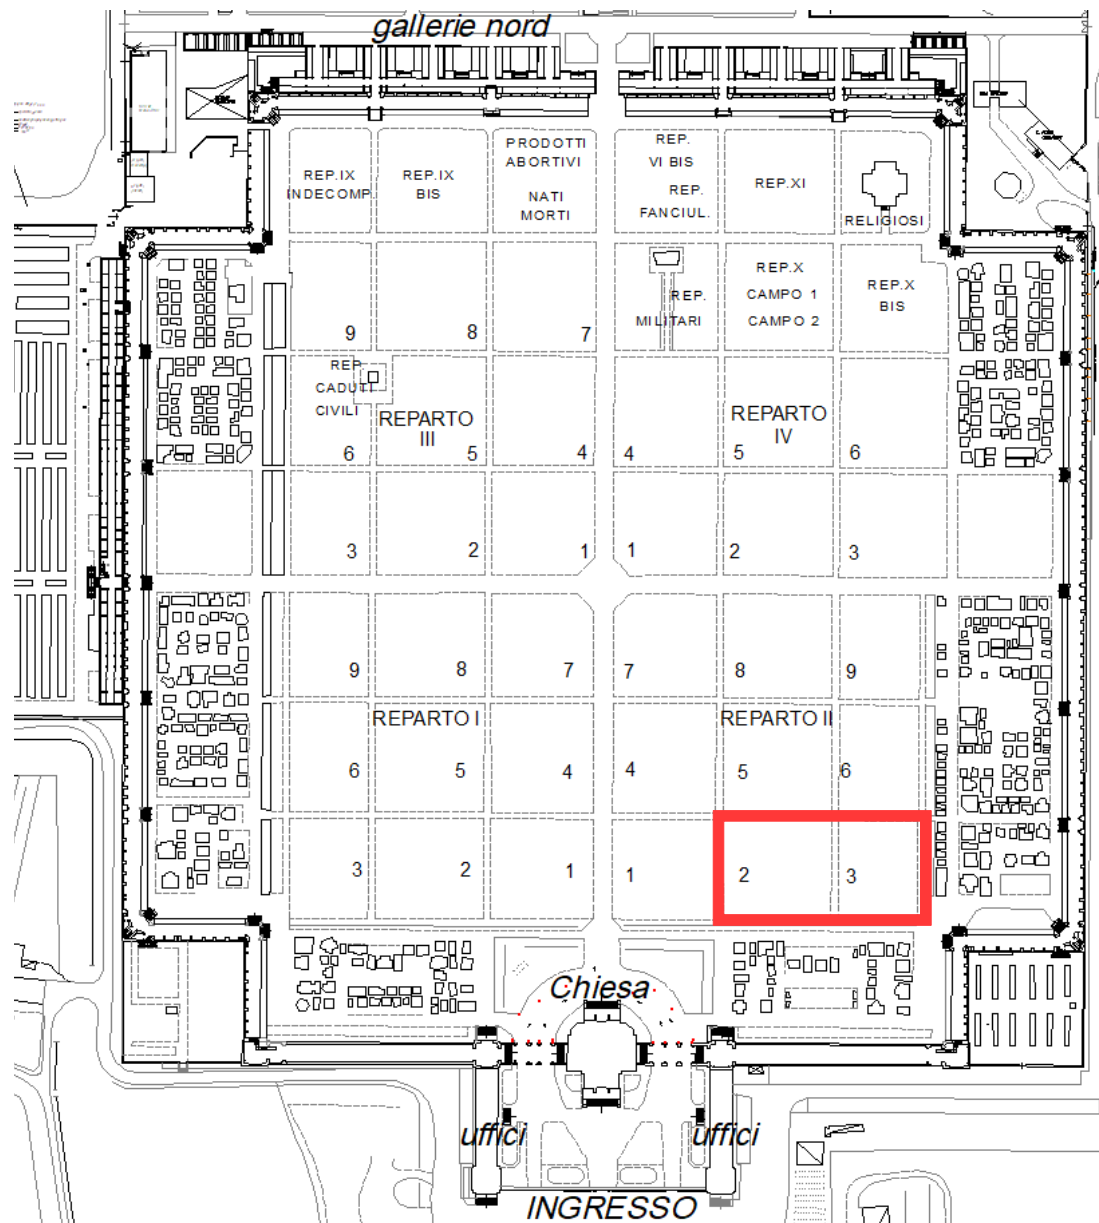 gallerie nord
PRODOTTI
ABORTIVI
NATI
MORTI
REP.
VI BIS
REP.
FANCIUL.
REP.IX
INDECOMP.
REP.IX
BIS
REP.XI
RELIGIOSI
REP.
MILITARI
REP.X
CAMPO 1
CAMPO 2
REP.X
BIS
9
8
7
REP.
CADUTI
CIVILI
REPARTO
III
REPARTO
IV
6
5
4
4
5
6
3
2
1
1
2
3
9
8
7
7
8
9
REPARTO I
REPARTO II
6
5
4
4
5
6
3
2
1
1
2
3
Chiesa
uffici
uffici
INGRESSO